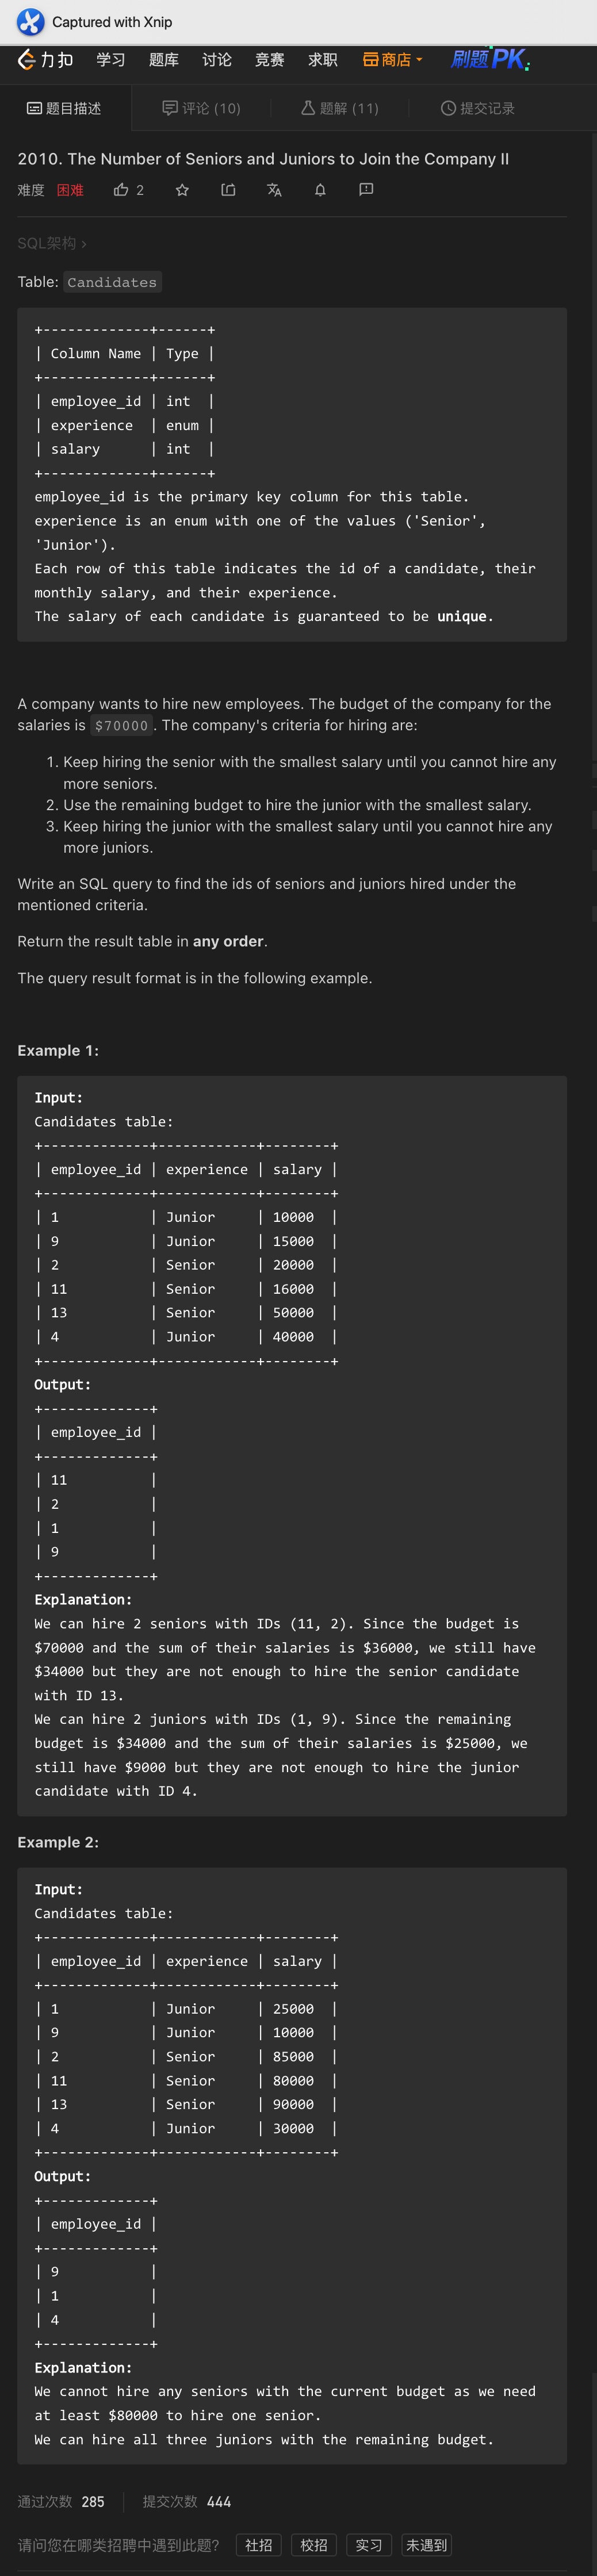 Captured with Xnip
力扣 学习 题库 讨论 竞赛 求职 商店 刷题PK
题目描述 评论 (10) 题解 (11) 提交记录
2010. The Number of Seniors and Juniors to Join the Company II
难度 困难 2
SQL架构 ›
Table: Candidates
+-------------+------+
| Column Name | Type |
+-------------+------+
| employee_id | int  |
| experience  | enum |
| salary      | int  |
+-------------+------+
employee_id is the primary key column for this table.
experience is an enum with one of the values ('Senior',
'Junior').
Each row of this table indicates the id of a candidate, their
monthly salary, and their experience.
The salary of each candidate is guaranteed to be unique.
A company wants to hire new employees. The budget of the company for the
salaries is $70000. The company's criteria for hiring are:
1. Keep hiring the senior with the smallest salary until you cannot hire any
more seniors.
2. Use the remaining budget to hire the junior with the smallest salary.
3. Keep hiring the junior with the smallest salary until you cannot hire any
more juniors.
Write an SQL query to find the ids of seniors and juniors hired under the
mentioned criteria.
Return the result table in any order.
The query result format is in the following example.
Example 1:
Input:
Candidates table:
+-------------+------------+--------+
| employee_id | experience | salary |
+-------------+------------+--------+
| 1           | Junior     | 10000  |
| 9           | Junior     | 15000  |
| 2           | Senior     | 20000  |
| 11          | Senior     | 16000  |
| 13          | Senior     | 50000  |
| 4           | Junior     | 40000  |
+-------------+------------+--------+
Output:
+-------------+
| employee_id |
+-------------+
| 11          |
| 2           |
| 1           |
| 9           |
+-------------+
Explanation:
We can hire 2 seniors with IDs (11, 2). Since the budget is
$70000 and the sum of their salaries is $36000, we still have
$34000 but they are not enough to hire the senior candidate
with ID 13.
We can hire 2 juniors with IDs (1, 9). Since the remaining
budget is $34000 and the sum of their salaries is $25000, we
still have $9000 but they are not enough to hire the junior
candidate with ID 4.
Example 2:
Input:
Candidates table:
+-------------+------------+--------+
| employee_id | experience | salary |
+-------------+------------+--------+
| 1           | Junior     | 25000  |
| 9           | Junior     | 10000  |
| 2           | Senior     | 85000  |
| 11          | Senior     | 80000  |
| 13          | Senior     | 90000  |
| 4           | Junior     | 30000  |
+-------------+------------+--------+
Output:
+-------------+
| employee_id |
+-------------+
| 9           |
| 1           |
| 4           |
+-------------+
Explanation:
We cannot hire any seniors with the current budget as we need
at least $80000 to hire one senior.
We can hire all three juniors with the remaining budget.
通过次数 285 提交次数 444
请问您在哪类招聘中遇到此题? 社招 校招 实习 未遇到